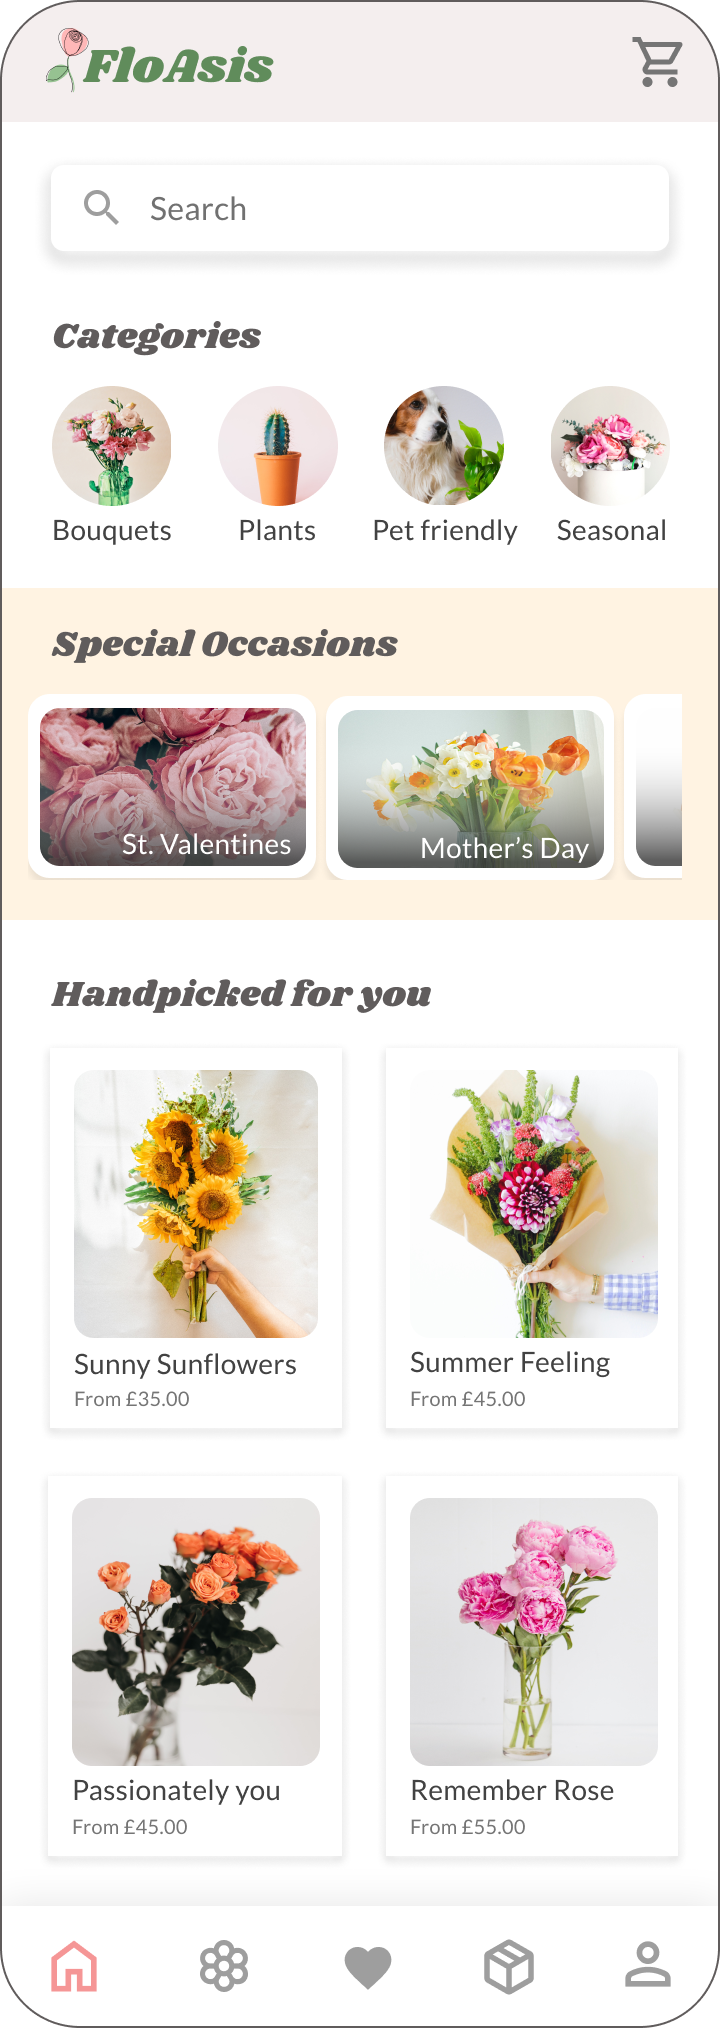 FloAsis
Search
Categories
Bouquets
Plants
Pet friendly
Seasonal
Special Occasions
St. Valentines
Mother’s Day
Handpicked for you
Sunny Sunflowers
From £35.00
Summer Feeling
From £45.00
Passionately you
From £45.00
Remember Rose
From £55.00